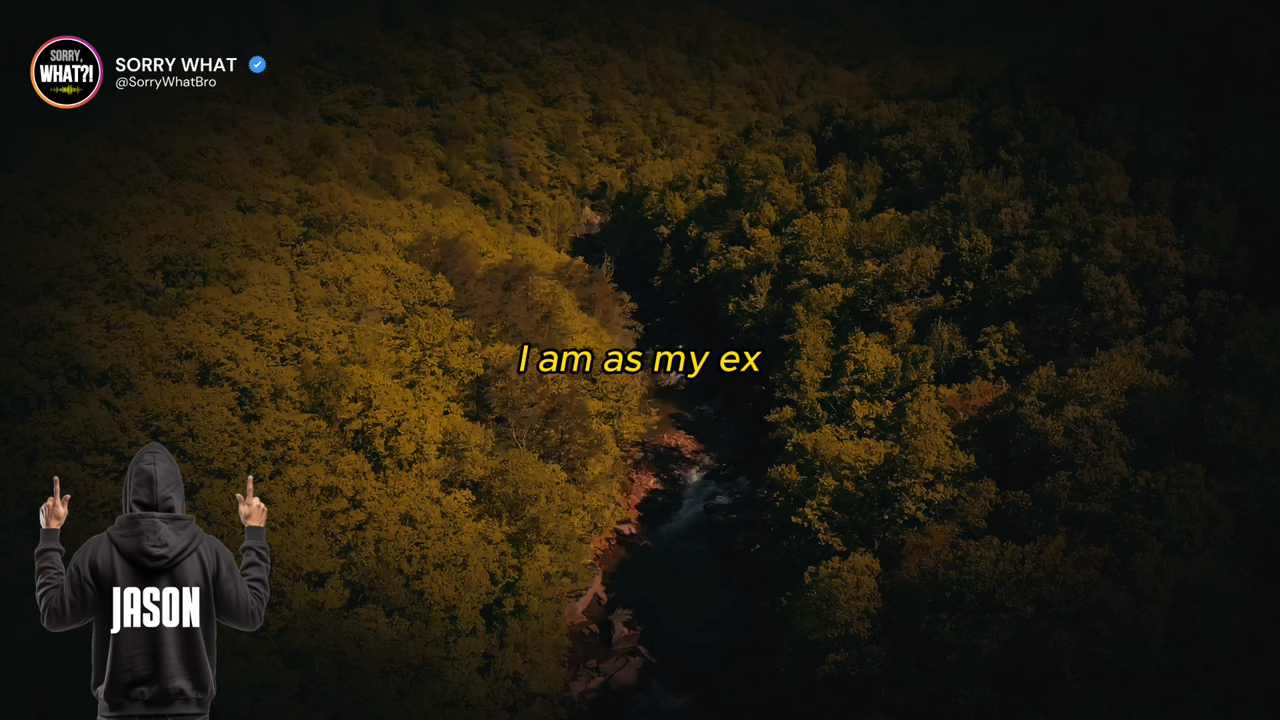 SORRY,
WHAT?!
SORRY WHAT
@SorryWhatBro
I am as my ex
JASON